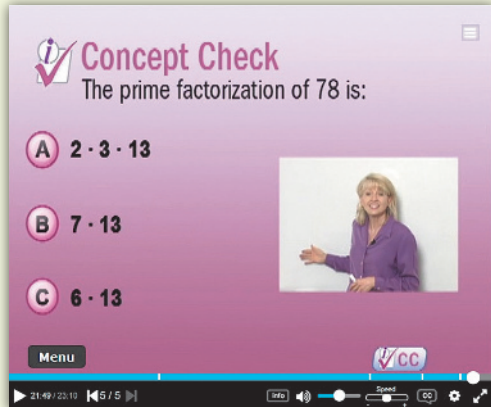 Concept Check
The prime factorization of 78 is:
A 2 · 3 · 13
B 7 · 13
C 6 · 13
Menu
CC
21:49 / 23:10 5 / 5 Info Speed CC